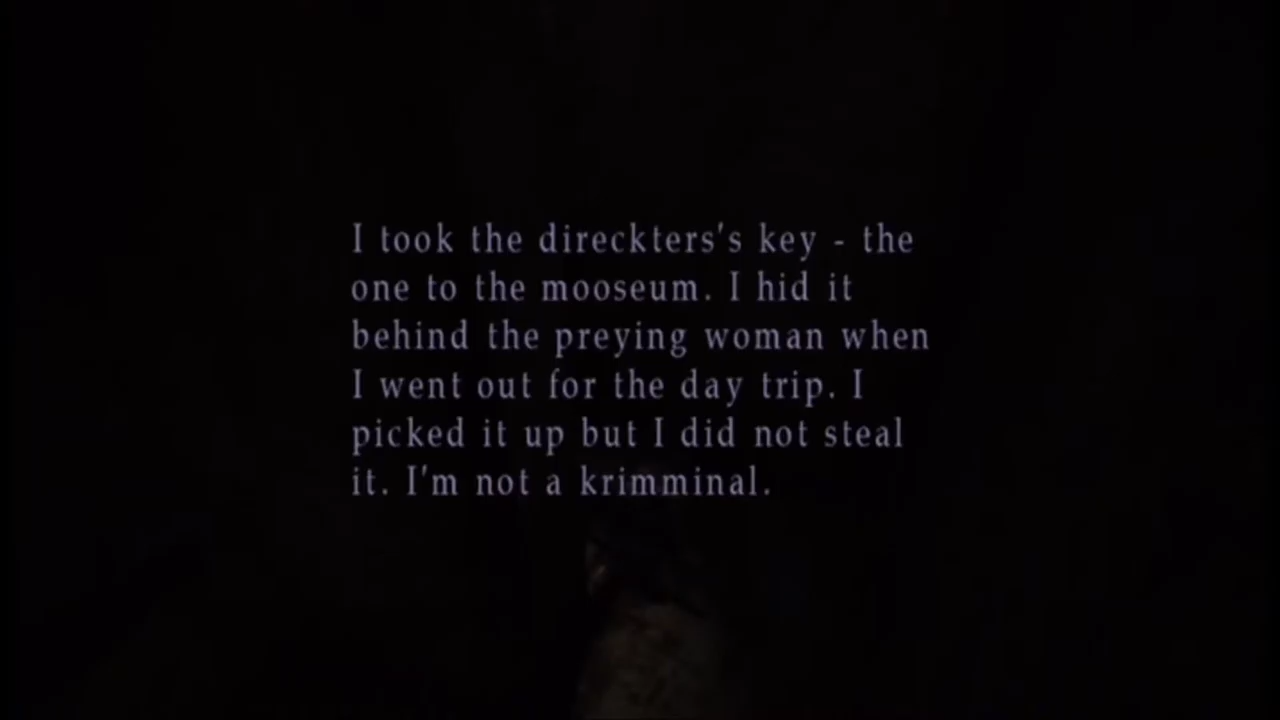 I took the direckters's key - the
one to the mooseum. I hid it
behind the preying woman when
I went out for the day trip. I
picked it up but I did not steal
it. I'm not a krimminal.